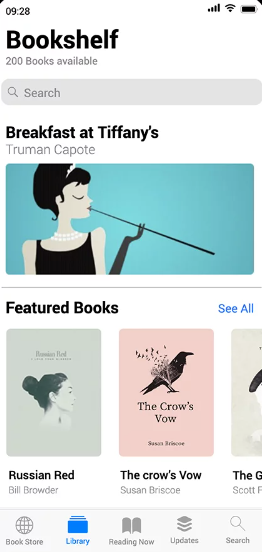 09:28
Bookshelf
200 Books available
Search
Breakfast at Tiffany's
Truman Capote
Featured Books
See All
Russian Red
The Crow's
Vow
Susan Briscoe
Russian Red
The crow's Vow
The G
Bill Browder
Susan Briscoe
Scott F
Book Store
Library
Reading Now
Updates
Search